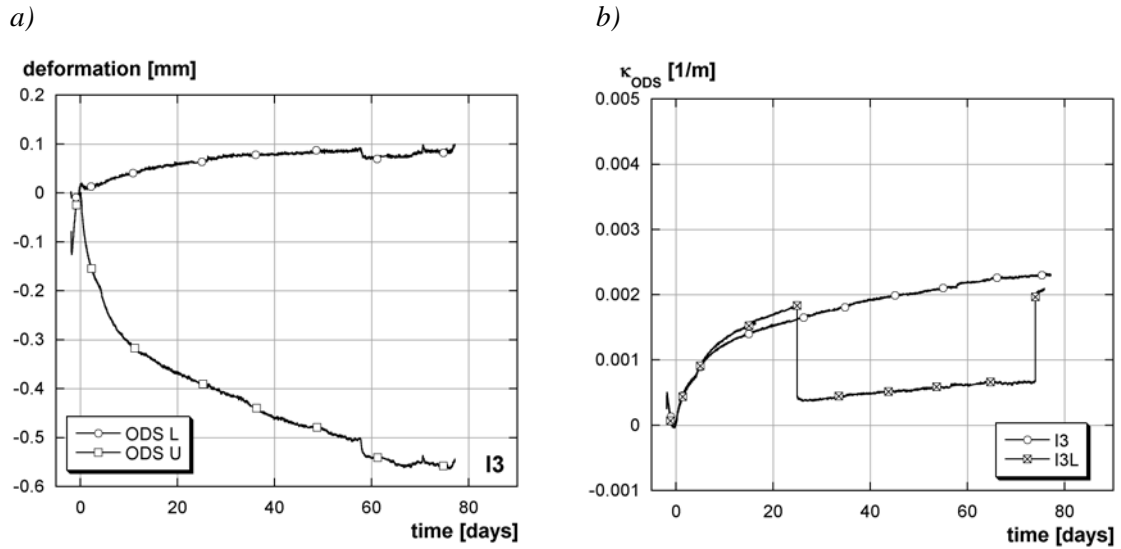 a)
b)
deformation [mm]
0.2
0.1
0
-0.1
-0.2
-0.3
-0.4
-0.5
-0.6
ODS L
ODS U
I3
0 20 40 60 80
time [days]
κODS [1/m]
0.005
0.004
0.003
0.002
0.001
0
-0.001
I3
I3L
0 20 40 60 80
time [days]